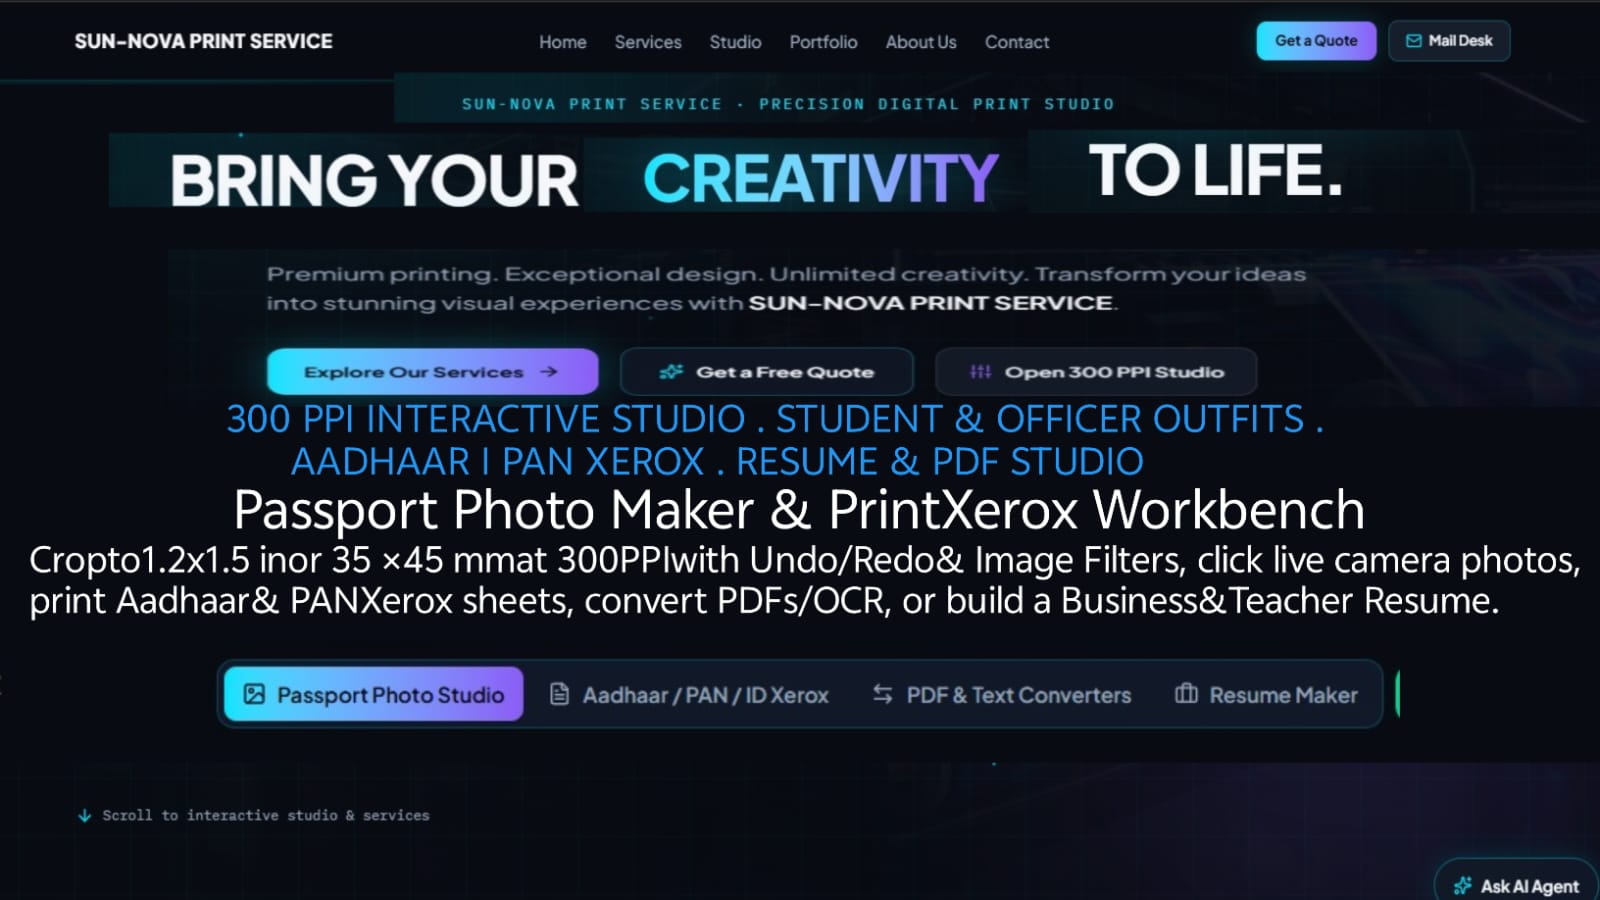 SUN-NOVA PRINT SERVICE
Home Services Studio Portfolio About Us Contact
Get a Quote
Mail Desk
SUN-NOVA PRINT SERVICE · PRECISION DIGITAL PRINT STUDIO
BRING YOUR CREATIVITY TO LIFE.
Premium printing. Exceptional design. Unlimited creativity. Transform your ideas
into stunning visual experiences with SUN-NOVA PRINT SERVICE.
Explore Our Services →
Get a Free Quote
Open 300 PPI Studio
300 PPI INTERACTIVE STUDIO . STUDENT & OFFICER OUTFITS .
AADHAAR I PAN XEROX . RESUME & PDF STUDIO
Passport Photo Maker & PrintXerox Workbench
Cropto1.2x1.5 inor 35 ×45 mmat 300PPIwith Undo/Redo& Image Filters, click live camera photos,
print Aadhaar& PANXerox sheets, convert PDFs/OCR, or build a Business&Teacher Resume.
Passport Photo Studio
Aadhaar / PAN / ID Xerox
PDF & Text Converters
Resume Maker
↓ Scroll to interactive studio & services
Ask AI Agent